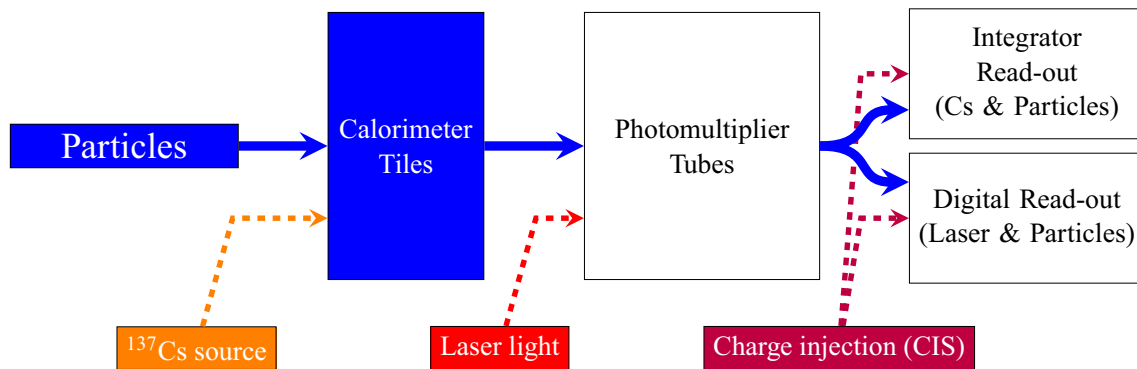 Particles
Calorimeter
Tiles
Photomultiplier
Tubes
Integrator
Read-out
(Cs & Particles)
Digital Read-out
(Laser & Particles)
¹³⁷Cs source
Laser light
Charge injection (CIS)